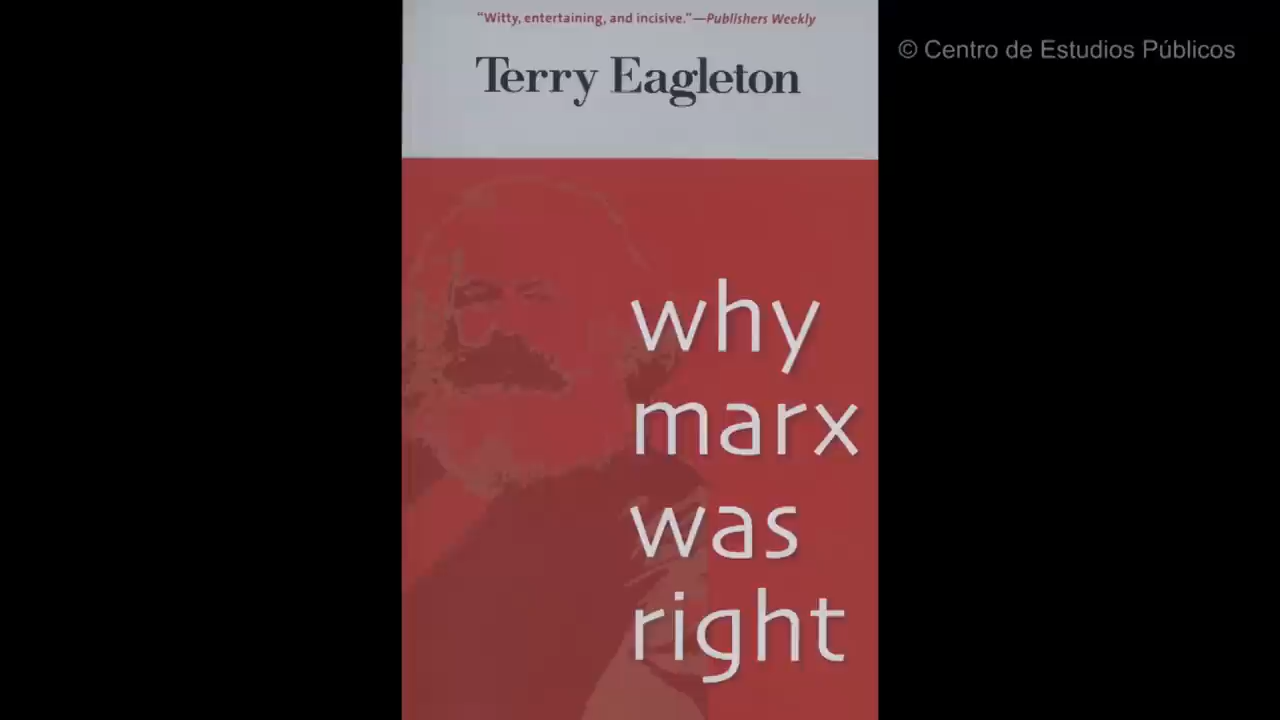 "Witty, entertaining, and incisive."—Publishers Weekly
© Centro de Estudios Públicos
Terry Eagleton
why
marx
was
right